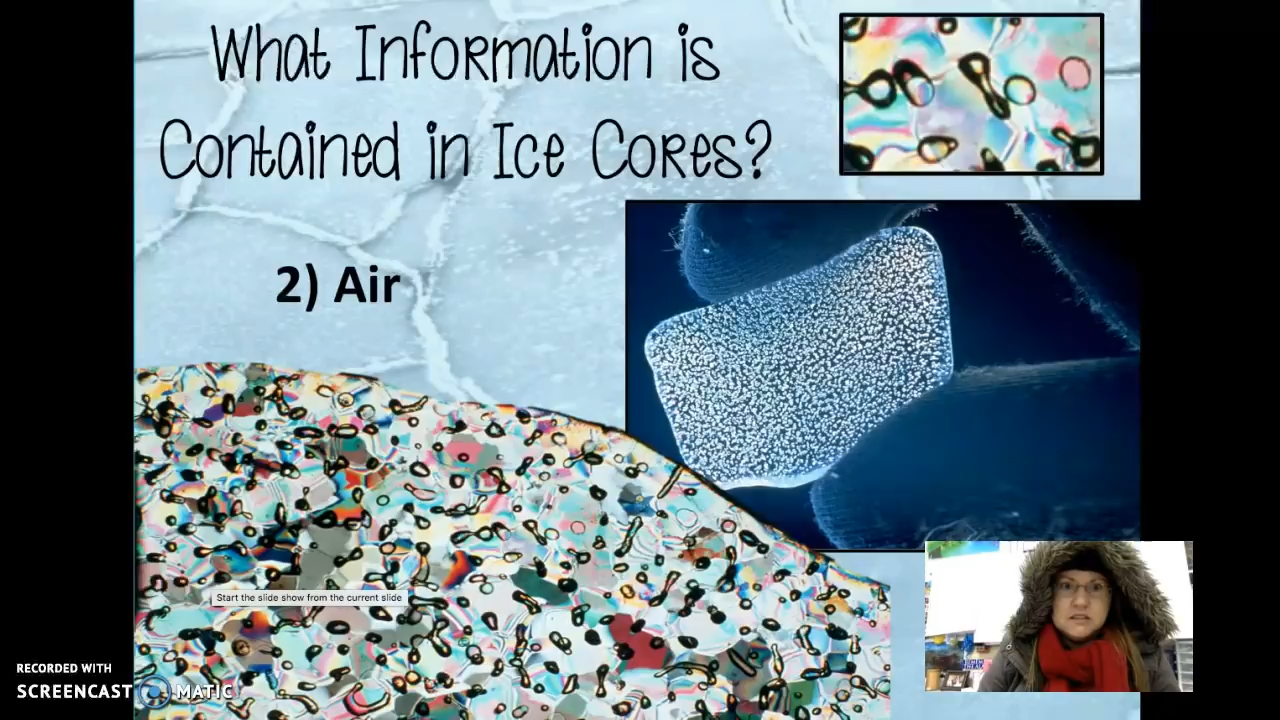 What Information is
Contained in Ice Cores?
2) Air
Start the slide show from the current slide
RECORDED WITH
SCREENCAST MATIC